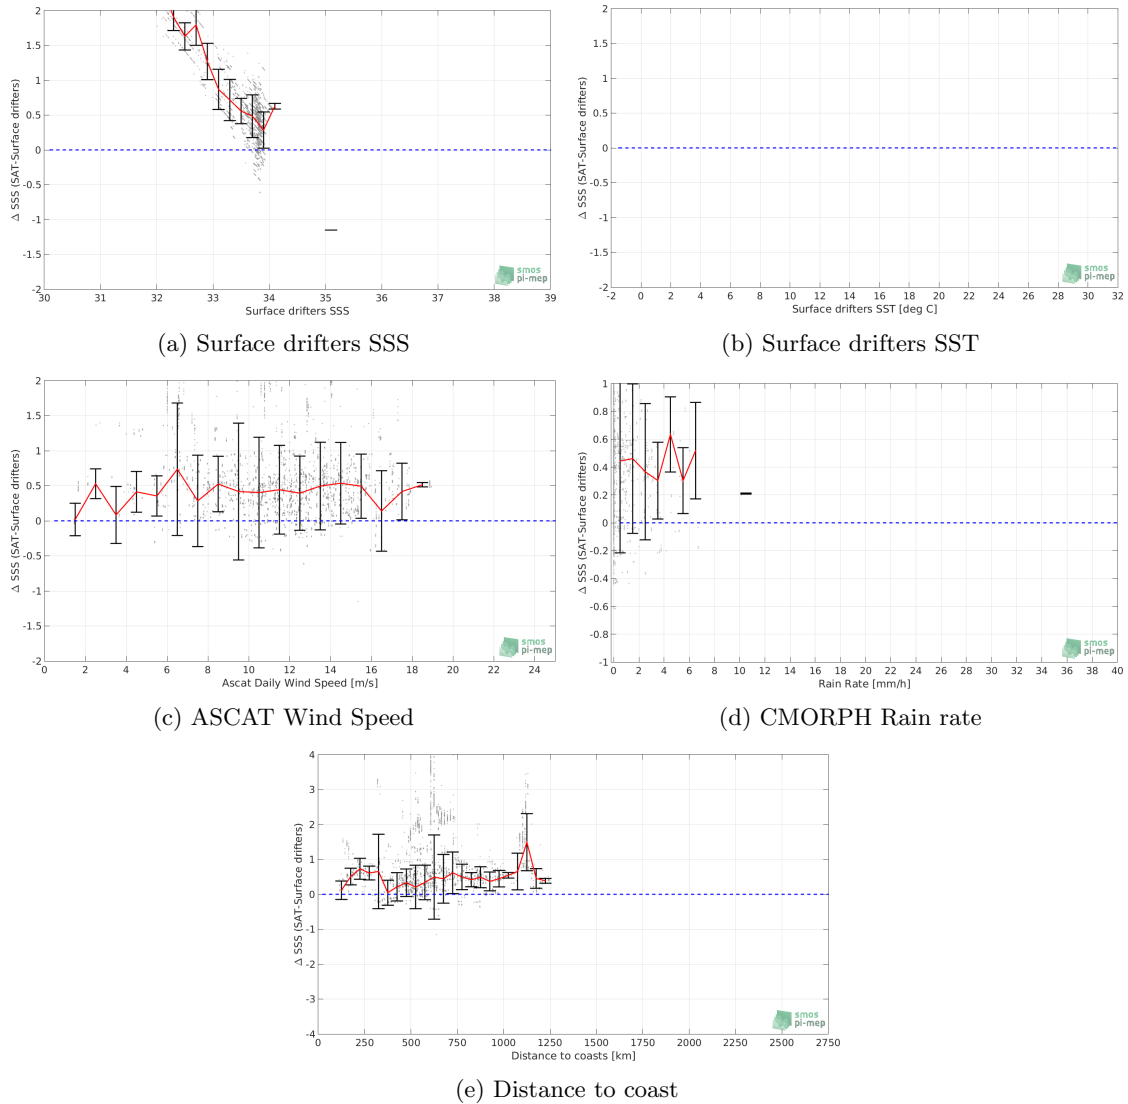 2
1.5
1
0.5
0
-0.5
-1
-1.5
-2
Δ SSS (SAT-Surface drifters)
30 31 32 33 34 35 36 37 38 39
Surface drifters SSS
smos
pi-mep
(a) Surface drifters SSS
2
1.5
1
0.5
0
-0.5
-1
-1.5
-2
Δ SSS (SAT-Surface drifters)
-2 0 2 4 6 8 10 12 14 16 18 20 22 24 26 28 30 32
Surface drifters SST [deg C]
smos
pi-mep
(b) Surface drifters SST
2
1.5
1
0.5
0
-0.5
-1
-1.5
-2
Δ SSS (SAT-Surface drifters)
2 4 6 8 10 12 14 16 18 20 22 24
Ascat Daily Wind Speed [m/s]
smos
pi-mep
(c) ASCAT Wind Speed
1
0.8
0.6
0.4
0.2
0
-0.2
-0.4
-0.6
-0.8
-1
Δ SSS (SAT-Surface drifters)
0 2 4 6 8 10 12 14 16 18 20 22 24 26 28 30 32 34 36 38 40
Rain Rate [mm/h]
smos
pi-mep
(d) CMORPH Rain rate
4
3
2
1
0
-1
-2
-3
-4
Δ SSS (SAT-Surface drifters)
0 250 500 750 1000 1250 1500 1750 2000 2250 2500 2750
Distance to coasts [km]
smos
pi-mep
(e) Distance to coast